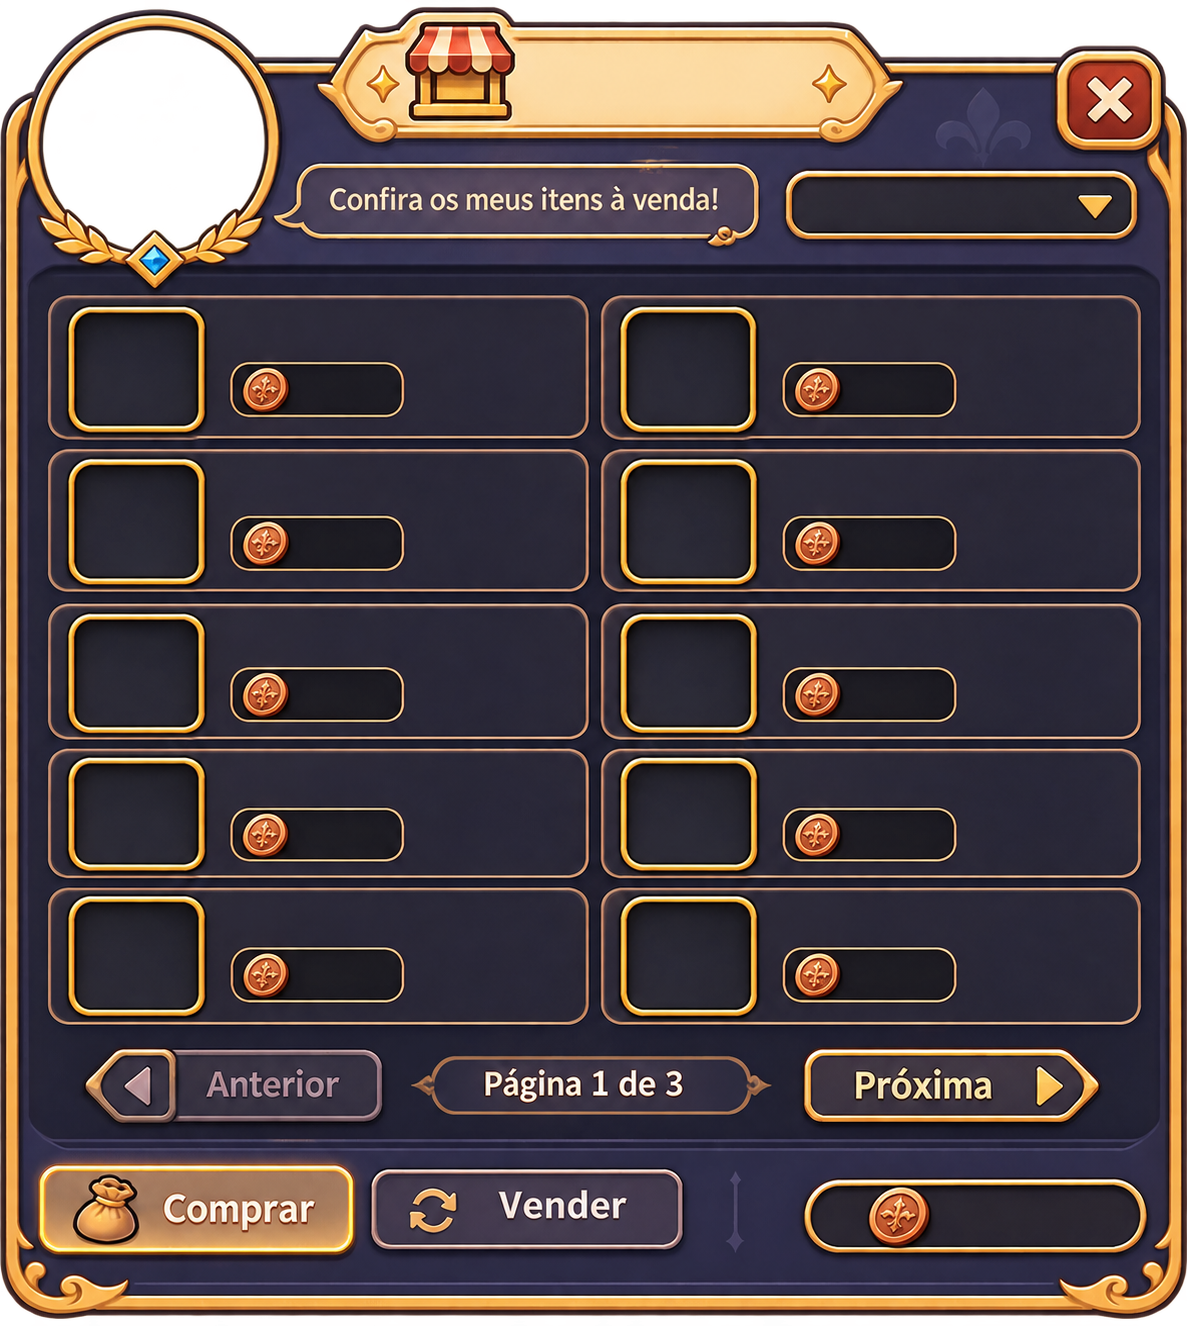 Confira os meus itens à venda!
Anterior
Página 1 de 3
Próxima
Comprar
Vender